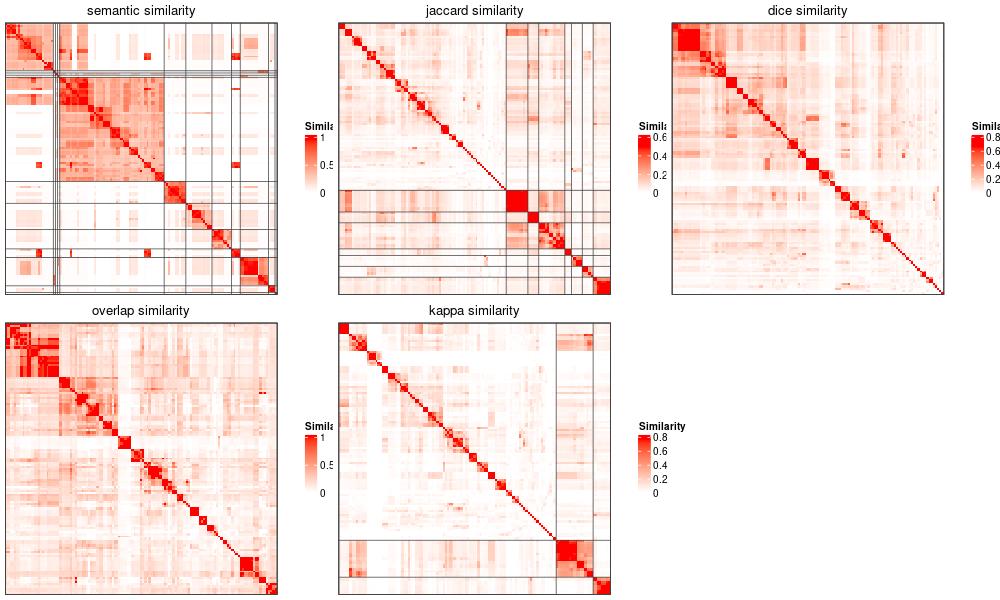 semantic similarity
Simila
1
0.5
0
jaccard similarity
Simila
0.6
0.4
0.2
0
dice similarity
Simila
0.8
0.6
0.4
0.2
0
overlap similarity
Simila
1
0.5
0
kappa similarity
Similarity
0.8
0.6
0.4
0.2
0